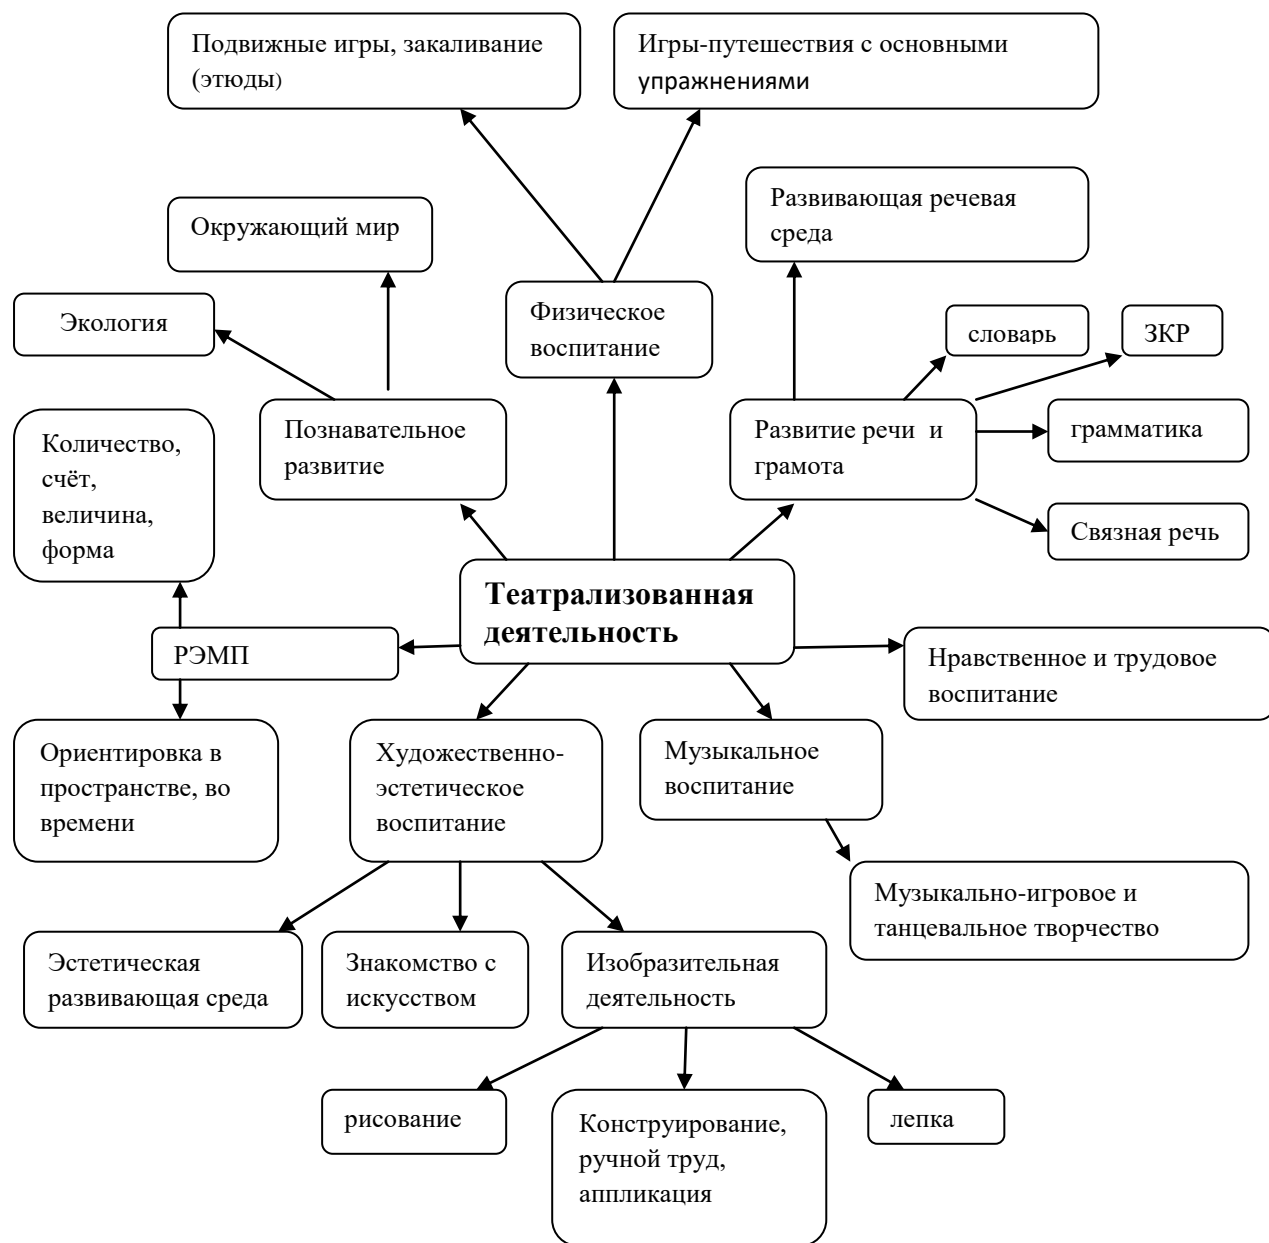 Подвижные игры, закаливание
(этюды)
Игры-путешествия с основными
упражнениями
Развивающая речевая
среда
Окружающий мир
Экология
Физическое
воспитание
словарь
ЗКР
Количество,
счёт,
величина,
форма
Познавательное
развитие
Развитие речи и
грамота
грамматика
Связная речь
Театрализованная
деятельность
РЭМП
Нравственное и трудовое
воспитание
Ориентировка в
пространстве, во
времени
Художественно-
эстетическое
воспитание
Музыкальное
воспитание
Музыкально-игровое и
танцевальное творчество
Эстетическая
развивающая среда
Знакомство с
искусством
Изобразительная
деятельность
рисование
Конструирование,
ручной труд,
аппликация
лепка